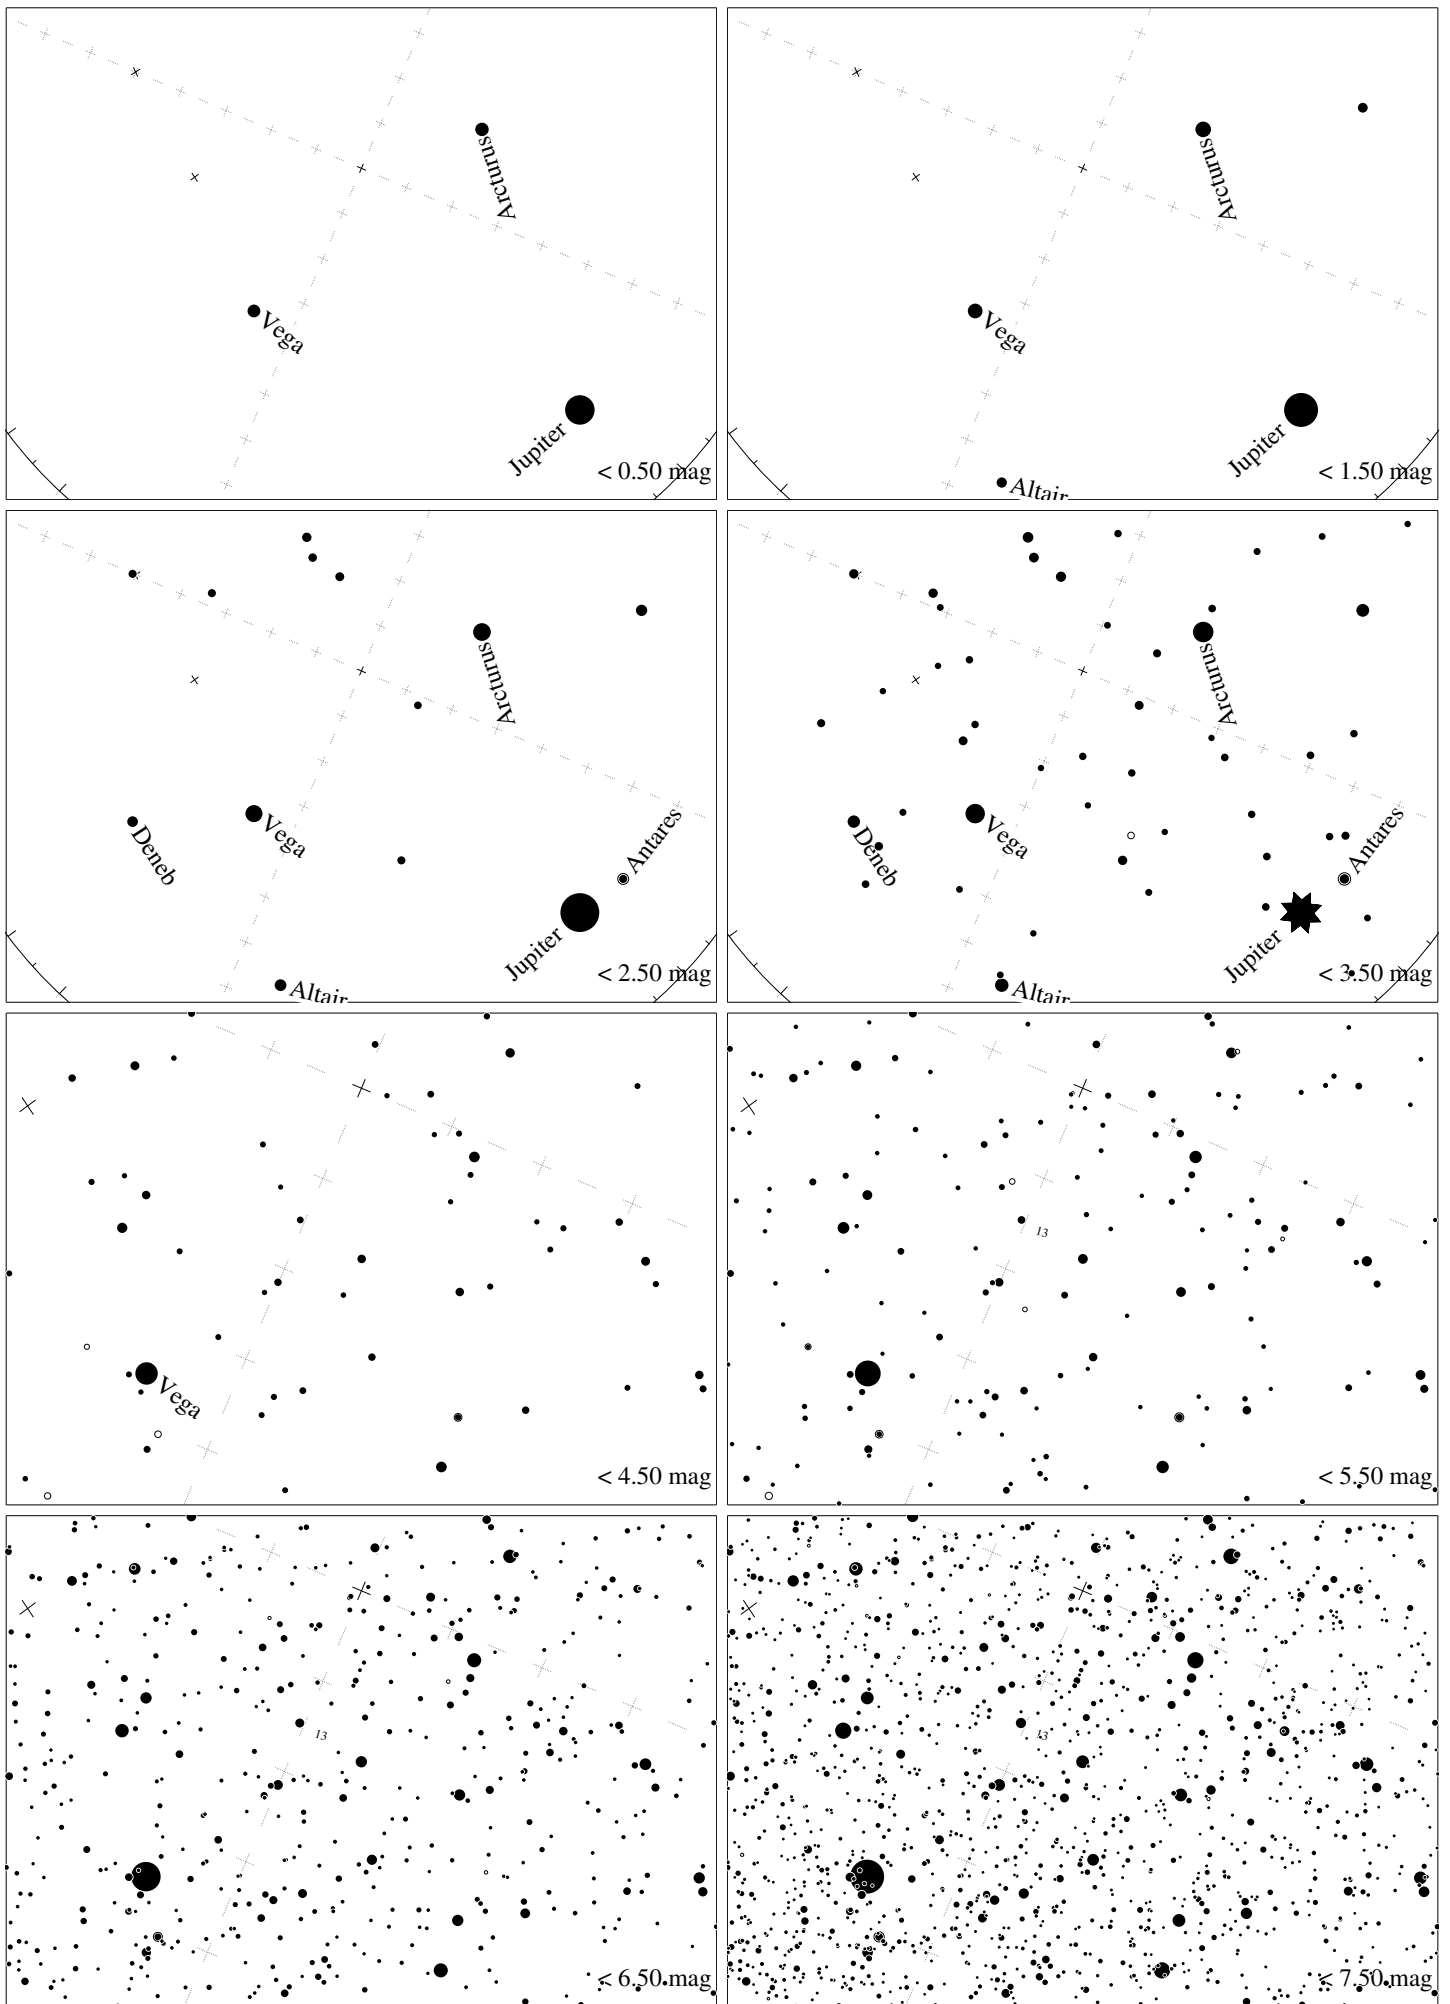 Arcturus
Vega
Jupiter
< 0.50 mag
Arcturus
Vega
Jupiter
< 1.50 mag
Altair
Arcturus
Vega
Deneb
Antares
Jupiter
< 2.50 mag
Altair
Arcturus
Vega
Deneb
Antares
Jupiter
< 3.50 mag
Altair
Vega
< 4.50 mag
13
< 5.50 mag
13
< 6.50 mag
13
< 7.50 mag